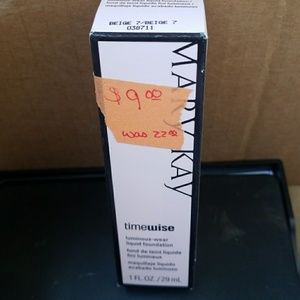 BEIGE 7/BEIGE 7
038711
$9.00
was 22.00
MARY KAY
timewise
luminous-wear
liquid foundation
fond de teint liquide
fini lumineux
maquillaje líquido
acabado luminoso
1 FL. OZ./29 mL